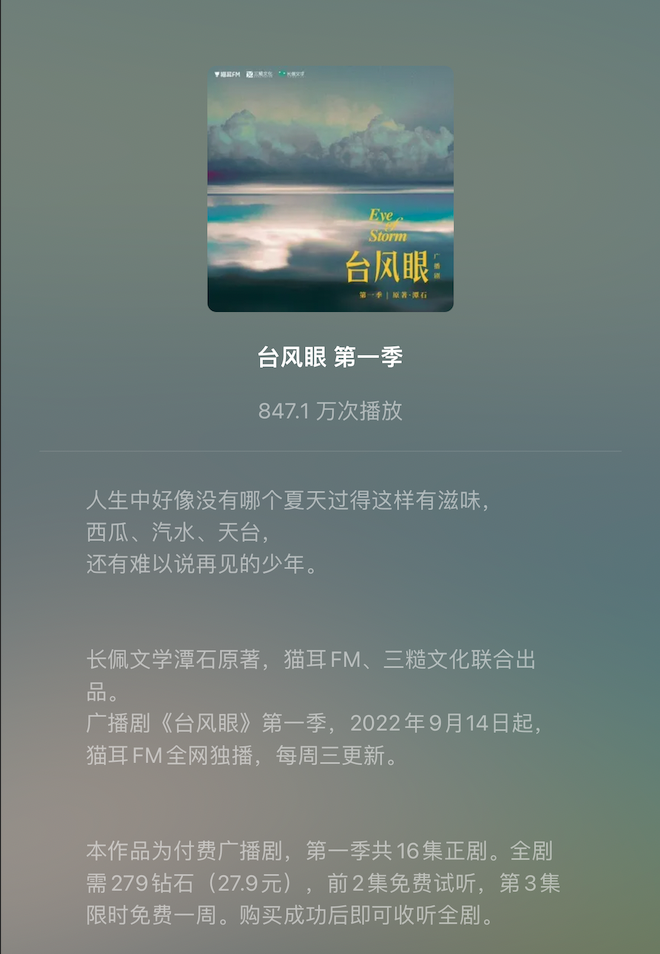 猫耳FM 三糙文化 长佩文学
Eye
of
Storm
台风眼
广播剧
第一季 | 原著·潭石
台风眼 第一季
847.1 万次播放
人生中好像没有哪个夏天过得这样有滋味，
西瓜、汽水、天台，
还有难以说再见的少年。
长佩文学潭石原著，猫耳FM、三糙文化联合出
品。
广播剧《台风眼》第一季，2022年9月14日起，
猫耳FM全网独播，每周三更新。
本作品为付费广播剧，第一季共16集正剧。全剧
需279钻石（27.9元），前2集免费试听，第3集
限时免费一周。购买成功后即可收听全剧。